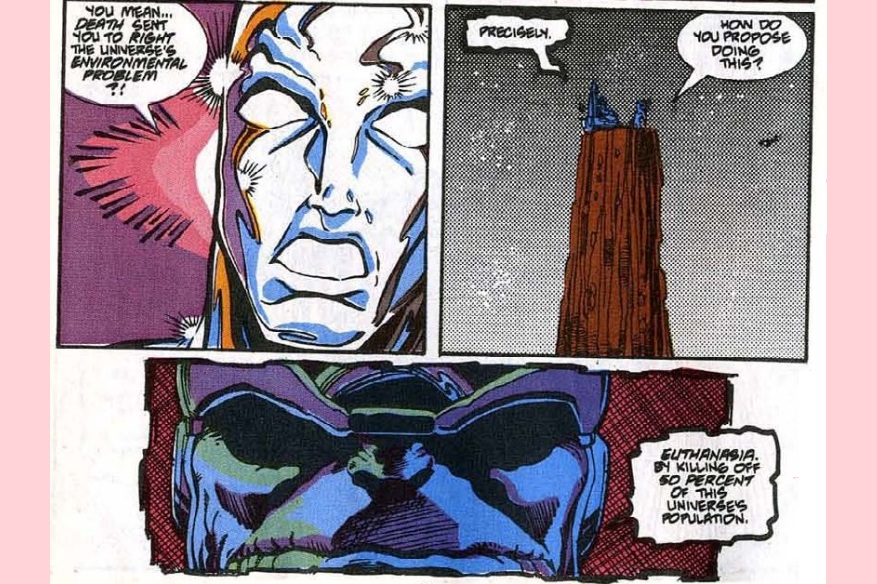 YOU MEAN...
DEATH SENT
YOU TO RIGHT
THE UNIVERSE'S
ENVIRONMENTAL
PROBLEM
?!
PRECISELY.
HOW DO
YOU PROPOSE
DOING
THIS?
EUTHANASIA.
BY KILLING OFF
50 PERCENT
OF THIS
UNIVERSE'S
POPULATION.